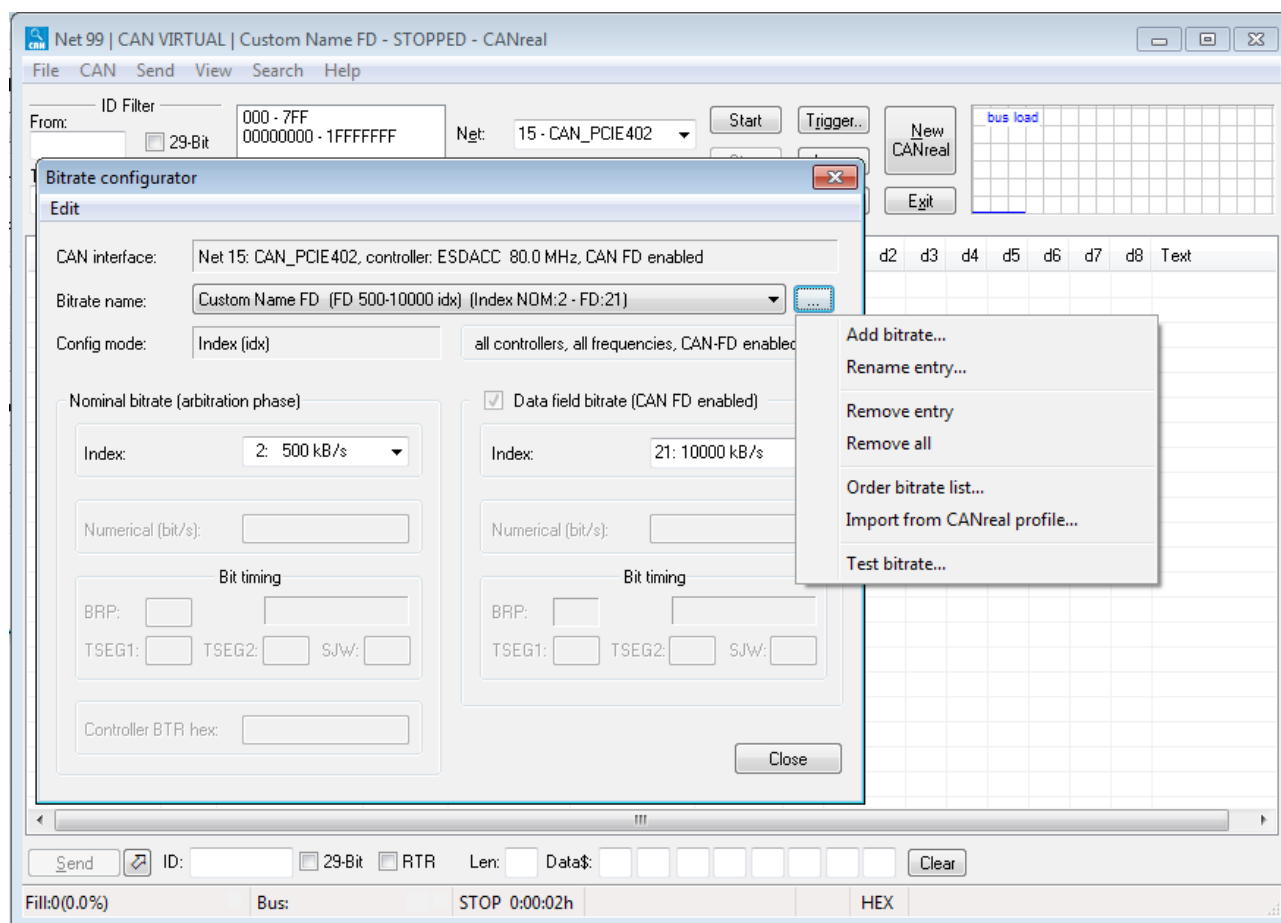 Net 99 | CAN VIRTUAL | Custom Name FD - STOPPED - CANreal
File CAN Send View Search Help
ID Filter
From:
29-Bit
000 - 7FF
00000000 - 1FFFFFFF
Net: 15 - CAN_PCIE402
Start
Trigger..
New CANreal
Exit
bus load
Bitrate configurator
Edit
CAN interface: Net 15: CAN_PCIE402, controller: ESDACC 80.0 MHz, CAN FD enabled
Bitrate name: Custom Name FD (FD 500-10000 idx) (Index NOM:2 - FD:21) ...
Config mode: Index (idx) all controllers, all frequencies, CAN-FD enabled
d2 d3 d4 d5 d6 d7 d8 Text
Add bitrate...
Rename entry...
Remove entry
Remove all
Order bitrate list...
Import from CANreal profile...
Test bitrate...
Nominal bitrate (arbitration phase)
Index: 2: 500 kB/s
Numerical (bit/s):
Bit timing
BRP:
TSEG1: TSEG2: SJW:
Controller BTR hex:
Data field bitrate (CAN FD enabled)
Index: 21: 10000 kB/s
Numerical (bit/s):
Bit timing
BRP:
TSEG1: TSEG2: SJW:
Close
Send ID: 29-Bit RTR Len: Data$: Clear
Fill:0(0.0%) Bus: STOP 0:00:02h HEX